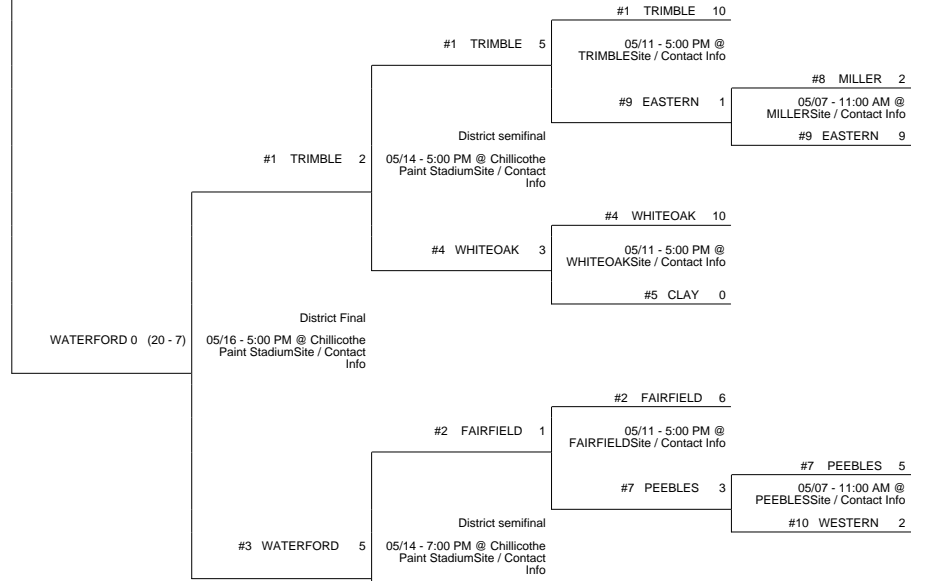 #1 TRIMBLE 10
#1 TRIMBLE 5
05/11 - 5:00 PM @
TRIMBLESite / Contact Info
#8 MILLER 2
#9 EASTERN 1
05/07 - 11:00 AM @
MILLERSite / Contact Info
#9 EASTERN 9
District semifinal
#1 TRIMBLE 2
05/14 - 5:00 PM @ Chillicothe
Paint StadiumSite / Contact
Info
#4 WHITEOAK 10
#4 WHITEOAK 3
05/11 - 5:00 PM @
WHITEOAKSite / Contact Info
#5 CLAY 0
District Final
WATERFORD 0 (20 - 7)
05/16 - 5:00 PM @ Chillicothe
Paint StadiumSite / Contact
Info
#2 FAIRFIELD 6
#2 FAIRFIELD 1
05/11 - 5:00 PM @
FAIRFIELDSite / Contact Info
#7 PEEBLES 5
#7 PEEBLES 3
05/07 - 11:00 AM @
PEEBLESSite / Contact Info
#10 WESTERN 2
District semifinal
#3 WATERFORD 5
05/14 - 7:00 PM @ Chillicothe
Paint StadiumSite / Contact
Info